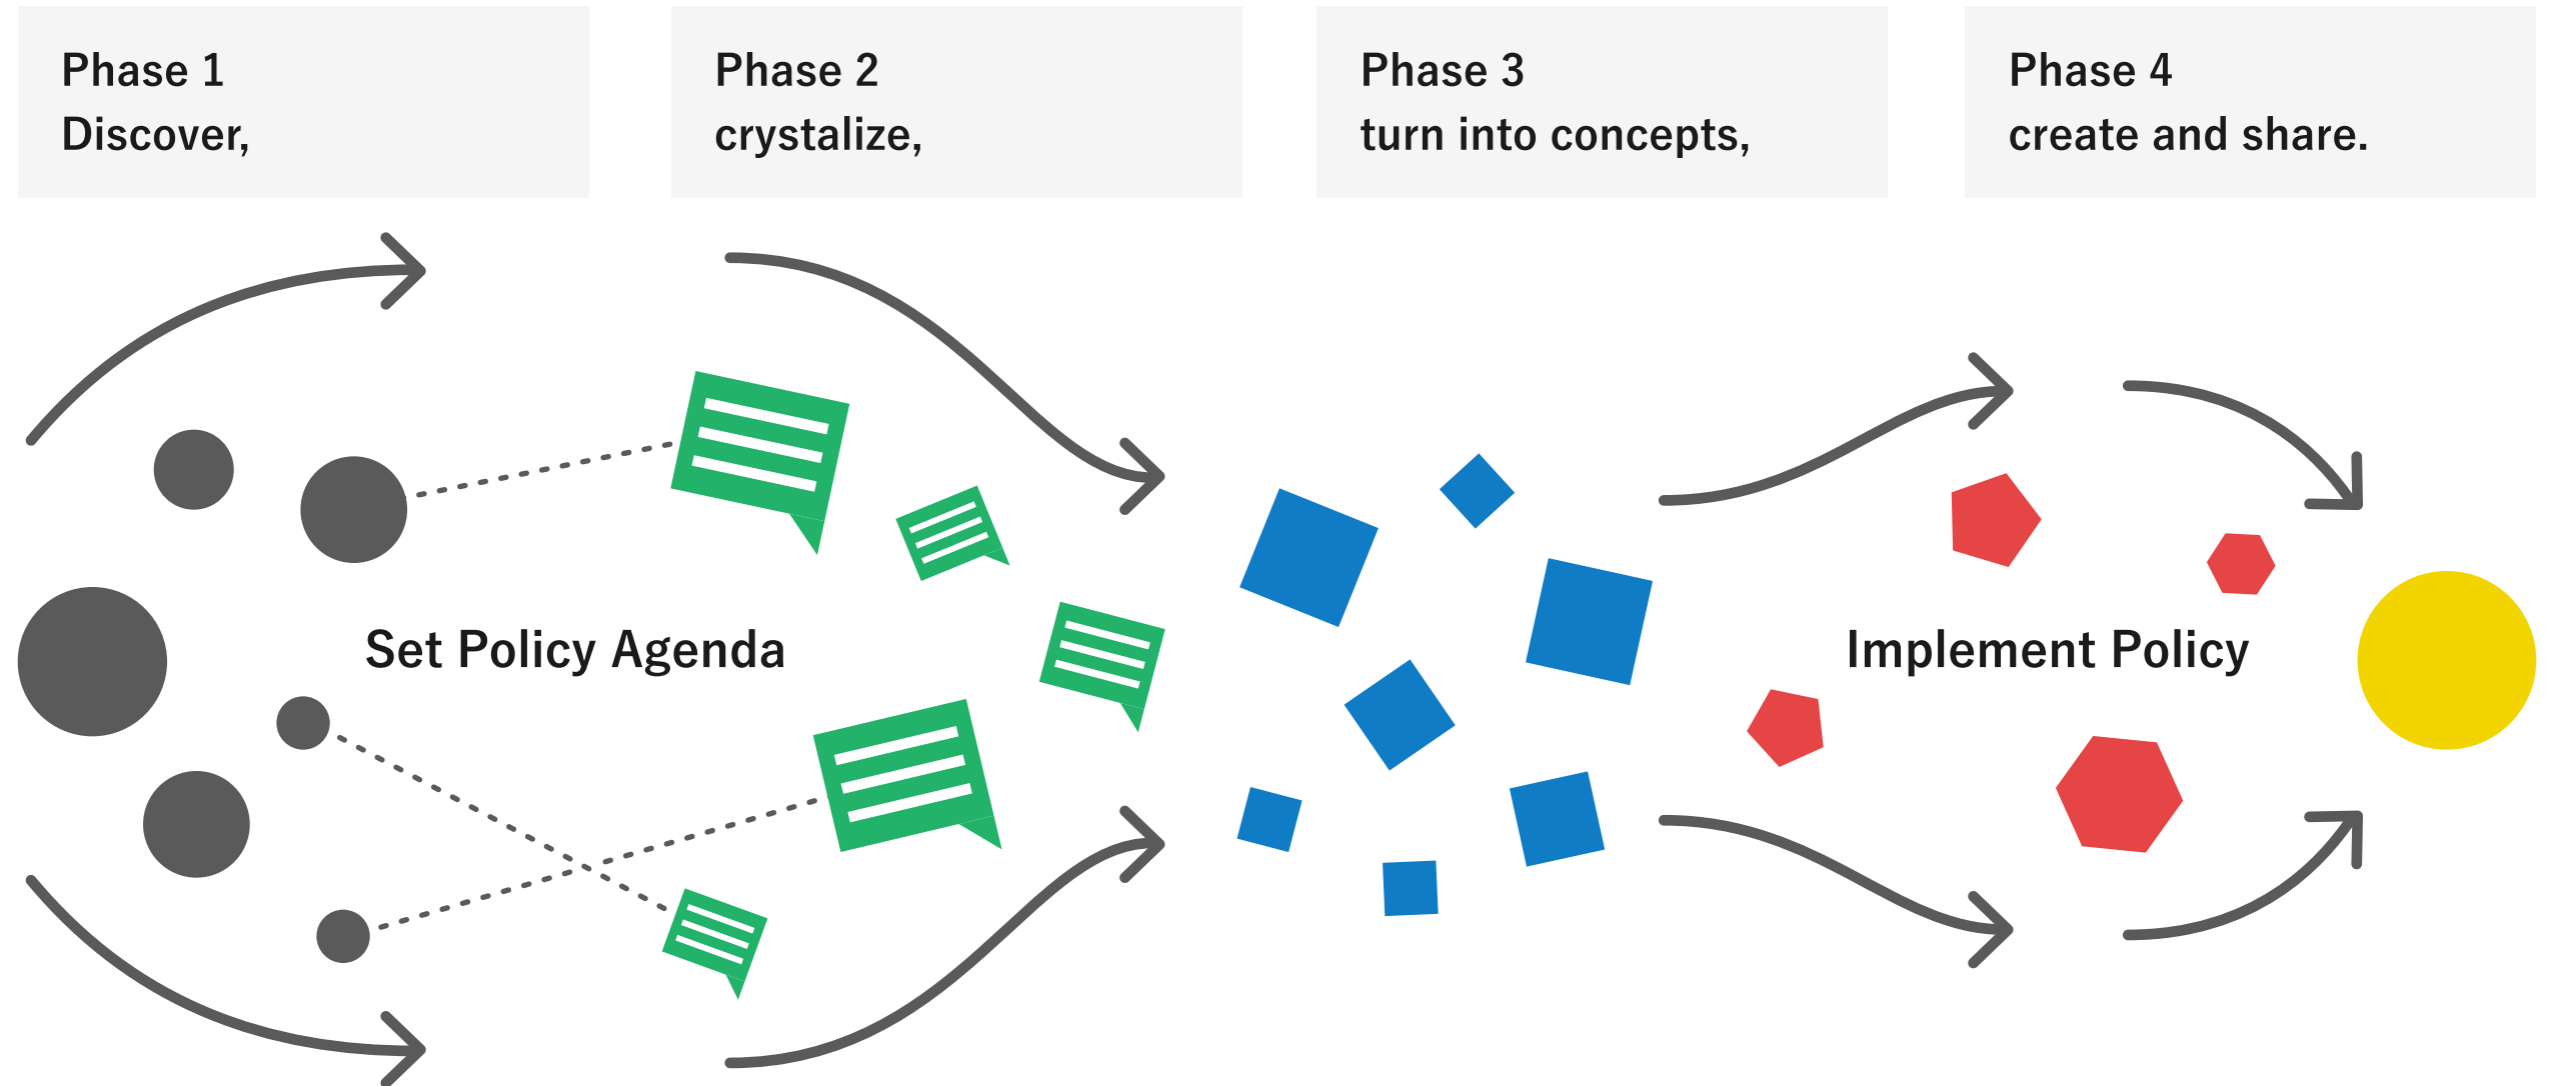 Phase 1
Discover,
Phase 2
crystalize,
Phase 3
turn into concepts,
Phase 4
create and share.
Set Policy Agenda
Implement Policy